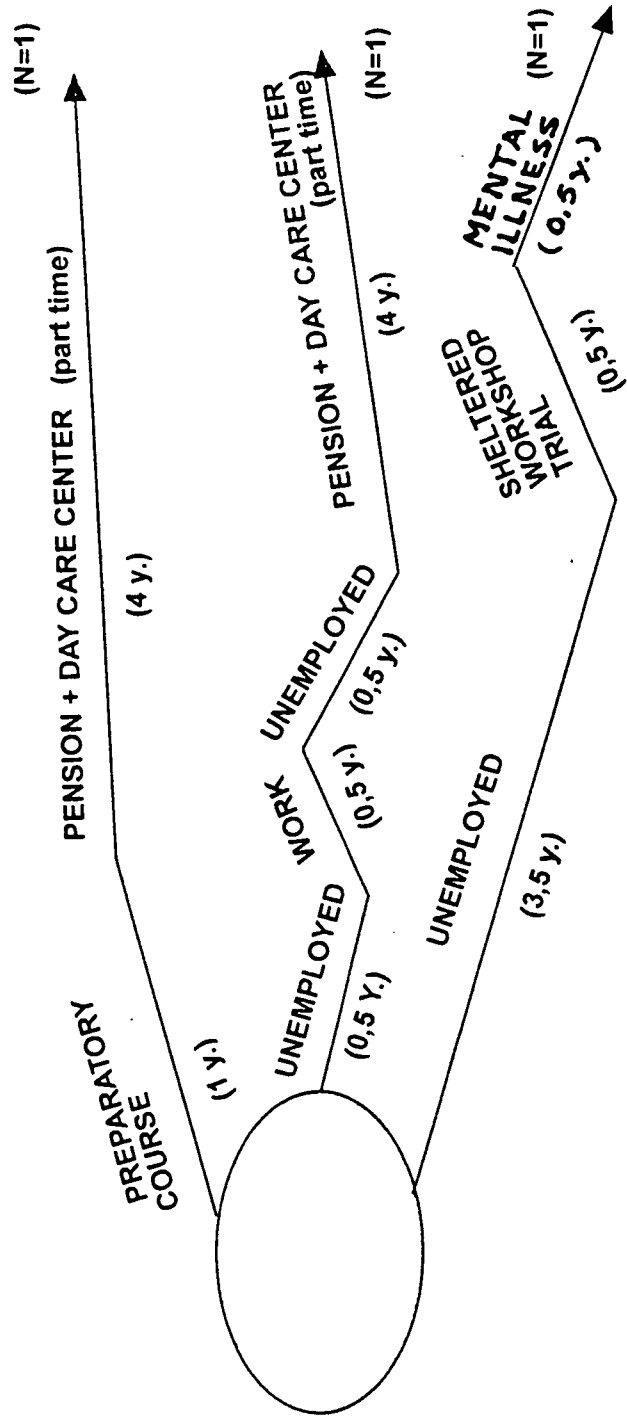 PREPARATORY
COURSE
(1 y.)
PENSION + DAY CARE CENTER (part time)
(4 y.)
(N=1)
UNEMPLOYED
(0,5 Y.)
WORK
(0,5 y.)
UNEMPLOYED
(0,5 y.)
PENSION + DAY CARE CENTER
(part time)
(4 y.)
(N=1)
UNEMPLOYED
(3,5 y.)
SHELTERED
WORKSHOP
TRIAL
(0,5 y.)
MENTAL
ILLNESS
(0,5 y.)
(N=1)